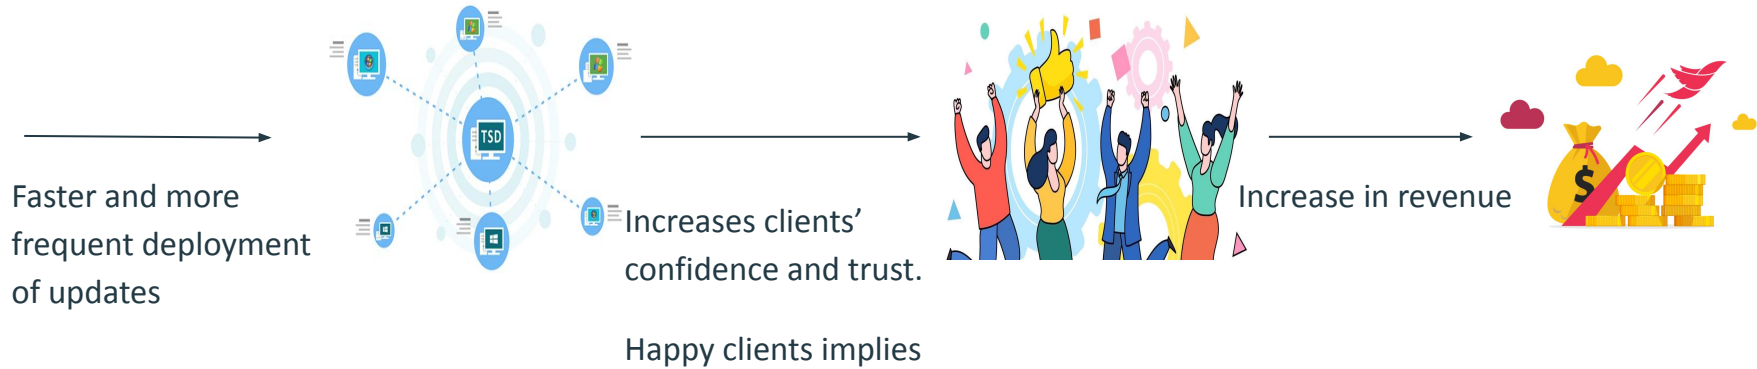 Faster and more
frequent deployment
of updates
TSD
Increases clients’
confidence and trust.
Happy clients implies
Increase in revenue
$